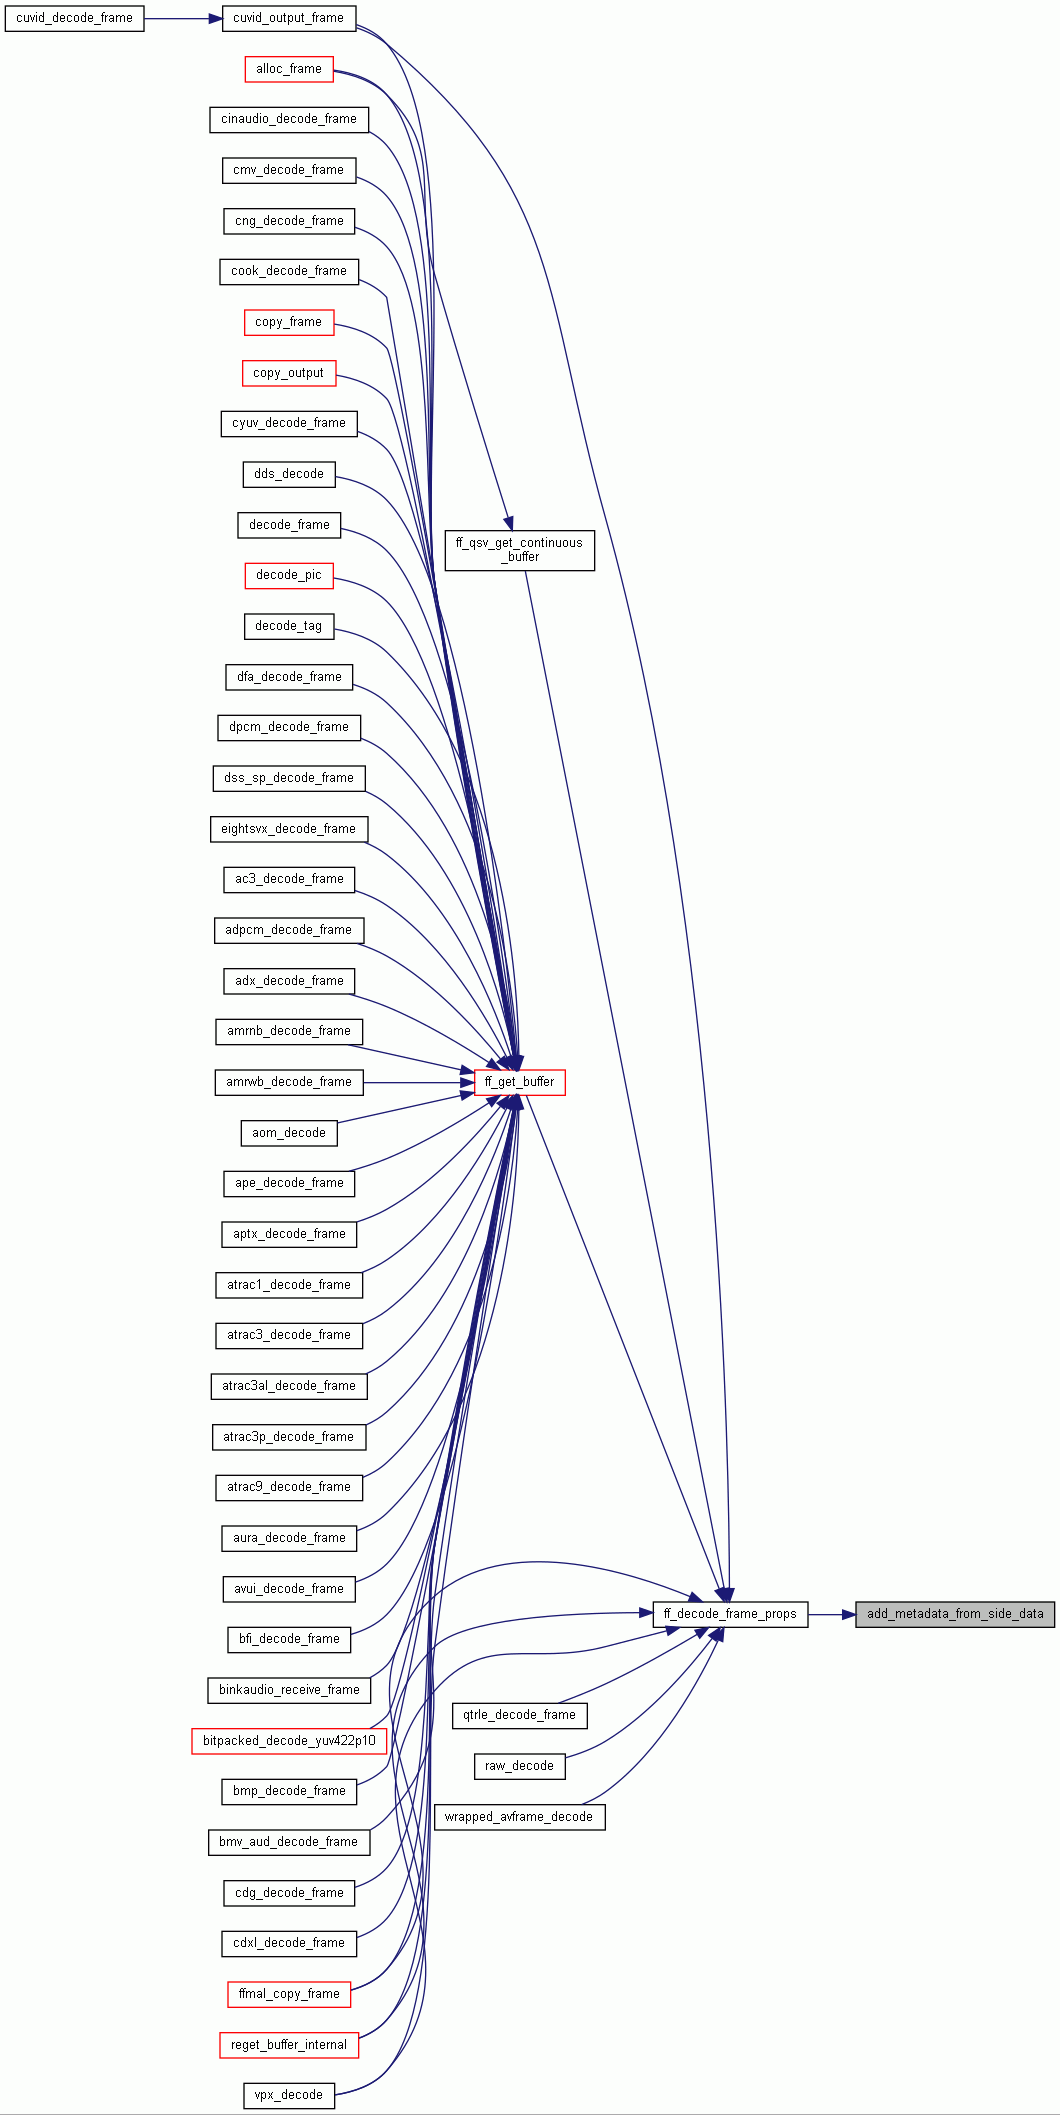 cuvid_decode_frame
cuvid_output_frame
alloc_frame
cinaudio_decode_frame
cmv_decode_frame
cng_decode_frame
cook_decode_frame
copy_frame
copy_output
cyuv_decode_frame
dds_decode
decode_frame
ff_qsv_get_continuous
_buffer
decode_pic
decode_tag
dfa_decode_frame
dpcm_decode_frame
dss_sp_decode_frame
eightsvx_decode_frame
ac3_decode_frame
adpcm_decode_frame
adx_decode_frame
amrnb_decode_frame
amrwb_decode_frame
ff_get_buffer
aom_decode
ape_decode_frame
aptx_decode_frame
atrac1_decode_frame
atrac3_decode_frame
atrac3al_decode_frame
atrac3p_decode_frame
atrac9_decode_frame
aura_decode_frame
avui_decode_frame
ff_decode_frame_props
add_metadata_from_side_data
bfi_decode_frame
binkaudio_receive_frame
qtrle_decode_frame
bitpacked_decode_yuv422p10
raw_decode
bmp_decode_frame
wrapped_avframe_decode
bmv_aud_decode_frame
cdg_decode_frame
cdxl_decode_frame
ffmal_copy_frame
reget_buffer_internal
vpx_decode